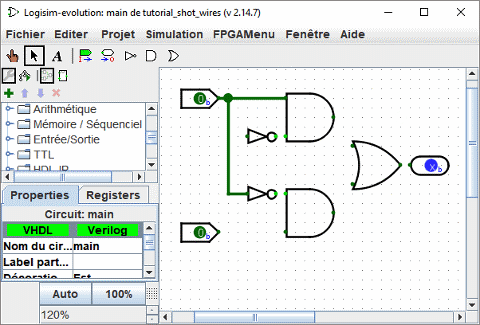 Logisim-evolution: main de tutorial_shot_wires (v 2.14.7)
Fichier Editer Projet Simulation FPGAMenu Fenêtre Aide
A
Arithmétique
Mémoire / Séquenciel
Entrée/Sortie
TTL
HDL-IP
Properties Registers
Circuit: main
VHDL Verilog
Nom du cir... main
Label part...
Décoratio... Est
Auto 100%
120%
0
x
0